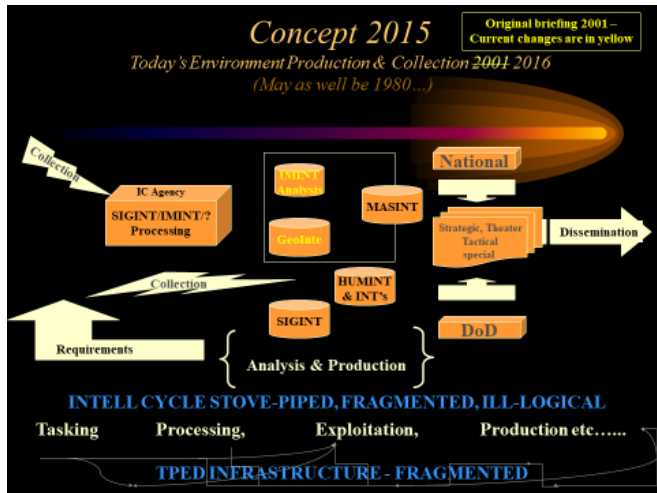 Concept 2015
Original briefing 2001 –
Current changes are in yellow
Today's Environment Production & Collection 2001 2016
(May as well be 1980…)
Collection
IC Agency
SIGINT/IMINT/?
Processing
IMINT
Analysis
MASINT
GeoInte
National
Strategic, Theater
Tactical
special
Dissemination
Collection
HUMINT
& INT's
SIGINT
DoD
Requirements
Analysis & Production
INTELL CYCLE STOVE-PIPED, FRAGMENTED, ILL-LOGICAL
Tasking Processing, Exploitation, Production etc…...
TPED INFRASTRUCTURE - FRAGMENTED